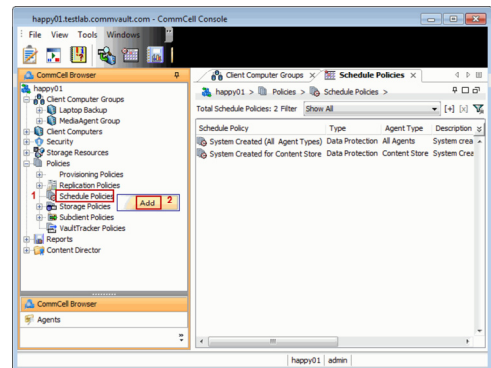 happy01.testlab.commvault.com - CommCell Console
File View Tools Windows
CommCell Browser
happy01
Client Computer Groups
Laptop Backup
MediaAgent Group
Client Computers
Security
Storage Resources
Policies
Provisioning Policies
Replication Policies
1 Schedule Policies
Add 2
Storage Policies
Subclient Policies
VaultTracker Policies
Reports
Content Director
CommCell Browser
Agents
Client Computer Groups Schedule Policies
happy01 > Policies > Schedule Policies >
Total Schedule Policies: 2 Filter Show All
Schedule Policy Type Agent Type Description
System Created (All Agent Types) Data Protection All Agents System crea
System Created for Content Store Data Protection Content Store System Crea
happy01 admin